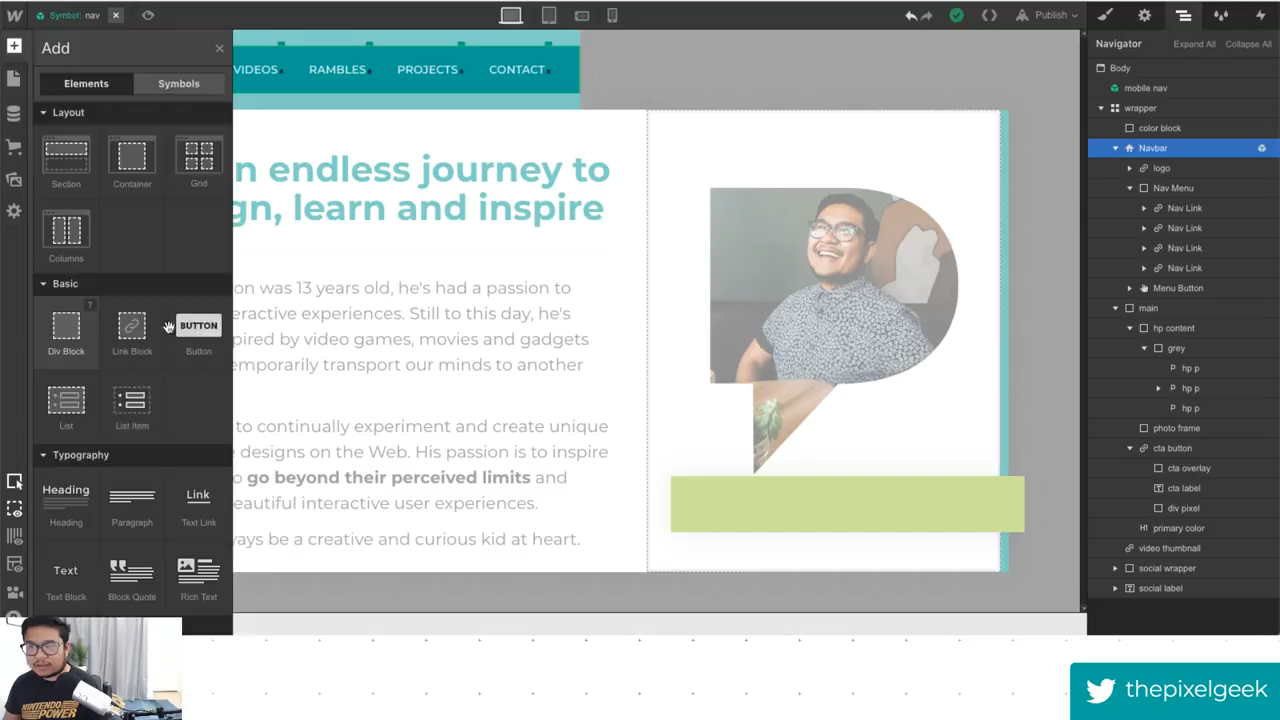 Symbol: nav
Publish
Add
Elements
Symbols
Layout
Section
Container
Grid
Columns
Basic
?
BUTTON
Div Block
Link Block
Button
List
List Item
Typography
Heading
Link
Heading
Paragraph
Text Link
Text
Text Block
Block Quote
Rich Text
VIDEOS
RAMBLES
PROJECTS
CONTACT
n endless journey to
gn, learn and inspire
on was 13 years old, he's had a passion to
eractive experiences. Still to this day, he's
pired by video games, movies and gadgets
emporarily transport our minds to another
to continually experiment and create unique
designs on the Web. His passion is to inspire
o go beyond their perceived limits and
eautiful interactive user experiences.
ways be a creative and curious kid at heart.
Navigator
Expand All
Collapse All
Body
mobile nav
wrapper
color block
Navbar
logo
Nav Menu
Nav Link
Nav Link
Nav Link
Nav Link
Menu Button
main
hp content
grey
P hp p
P hp p
P hp p
photo frame
cta button
cta overlay
cta label
div pixel
H1 primary color
video thumbnail
social wrapper
social label
NINTENDO
POWER
thepixelgeek